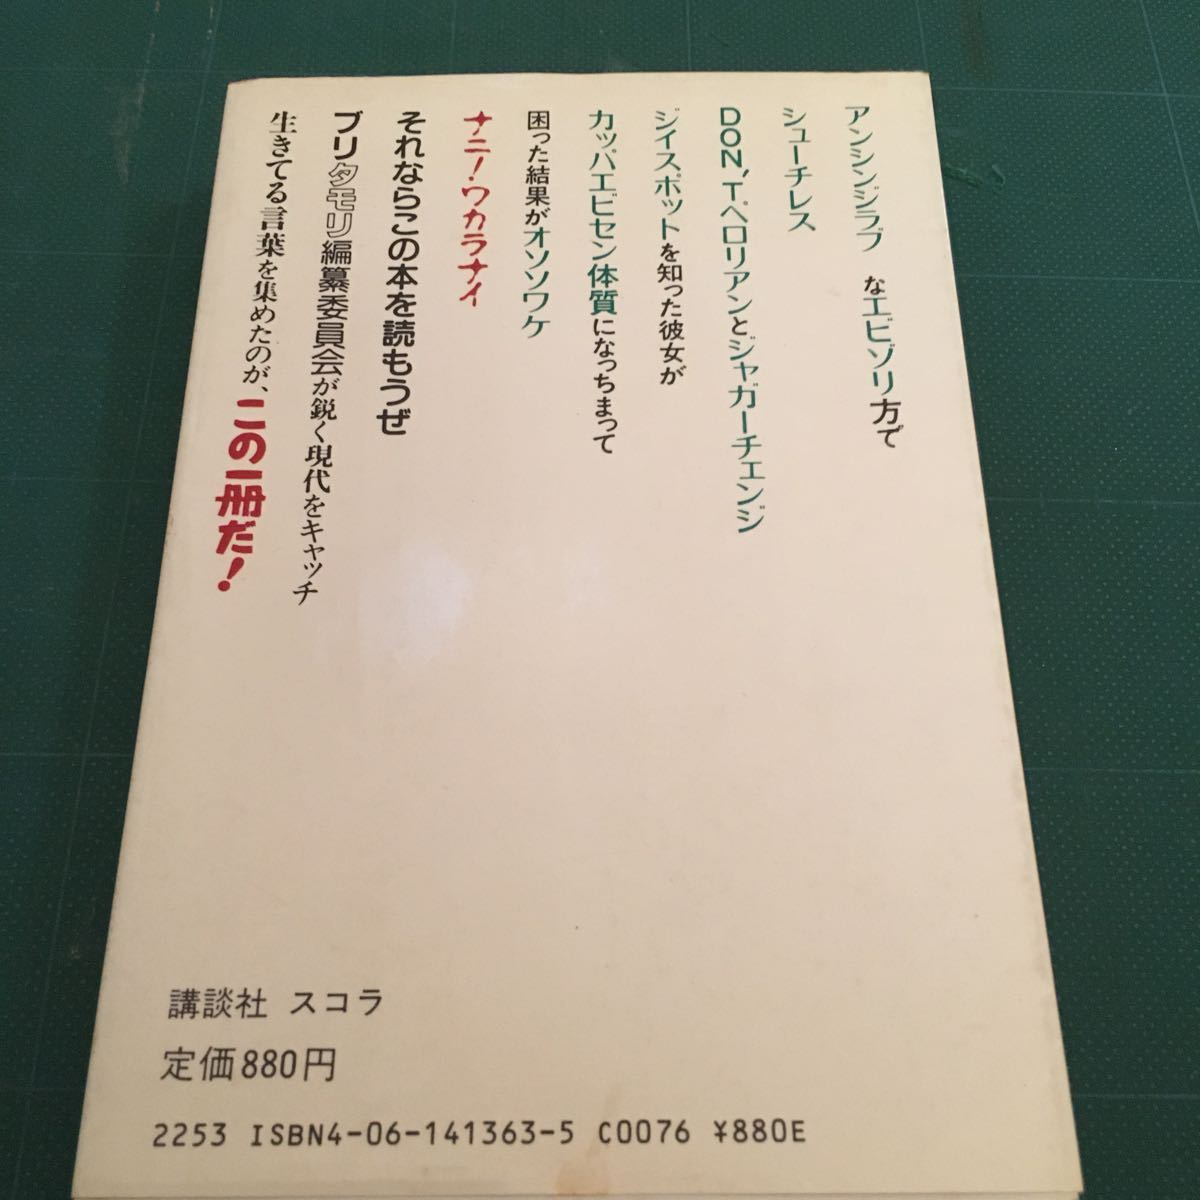 アンシンジラブなエビゾリ方で
シューチレス
DON'Tペロリアンとジャガーチェンジ
ジイスポットを知った彼女が
カッパエビセン体質になっちまって
困った結果がオソソワケ
ナニ!ワカラナイ
それならこの本を読もうぜ
ブリタモリ編纂委員会が鋭く現代をキャッチ
生きてる言葉を集めたのが、この一冊だ!
講談社 スコラ
定価880円
2253 ISBN4-06-141363-5 C0076 ¥880E